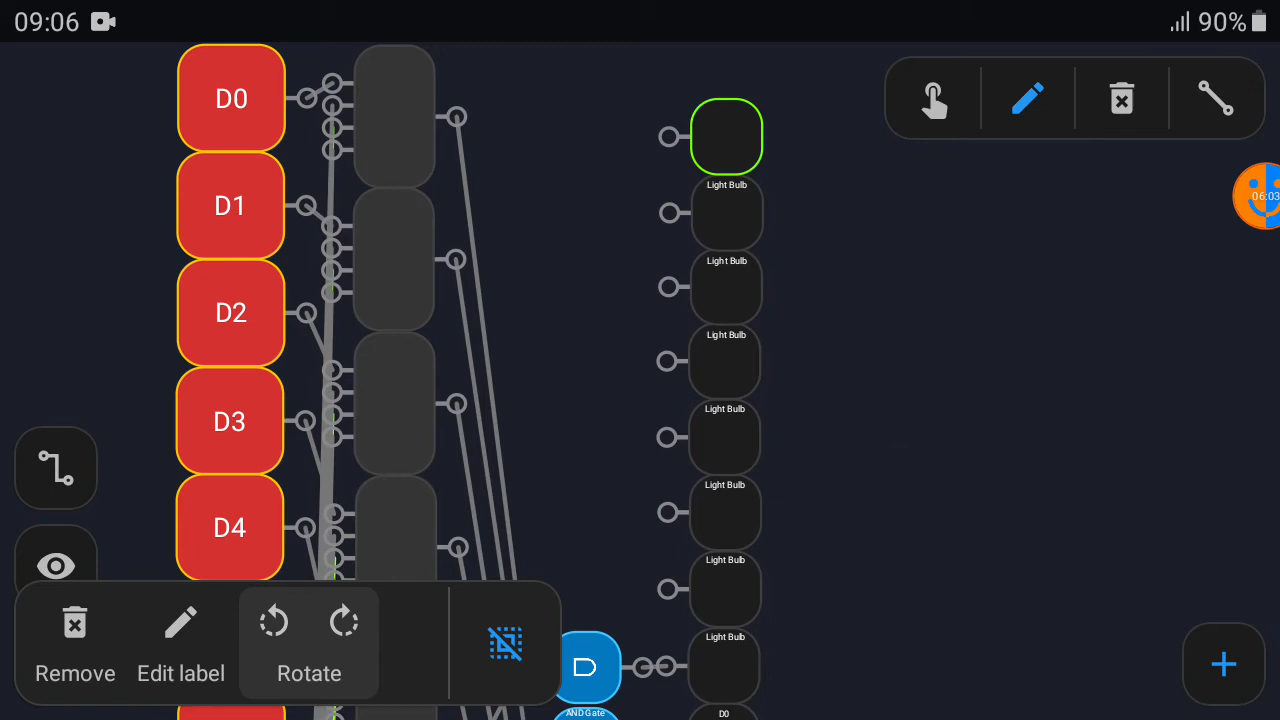 09:06
90%
D0
D1
D2
D3
D4
Light Bulb
Light Bulb
Light Bulb
Light Bulb
Light Bulb
Light Bulb
Light Bulb
D0
AND Gate
06:03
Remove
Edit label
Rotate